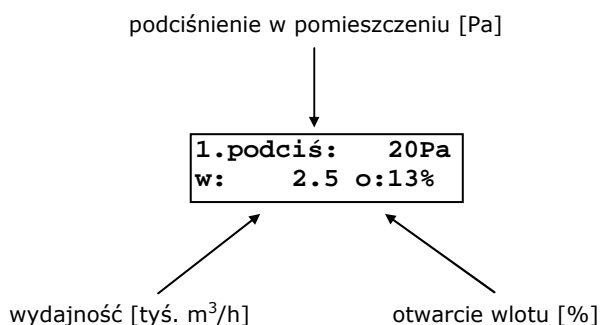 podciśnienie w pomieszczeniu [Pa]
1.podciś: 20Pa
w: 2.5 o:13%
wydajność [tyś. m³/h]
otwarcie wlotu [%]